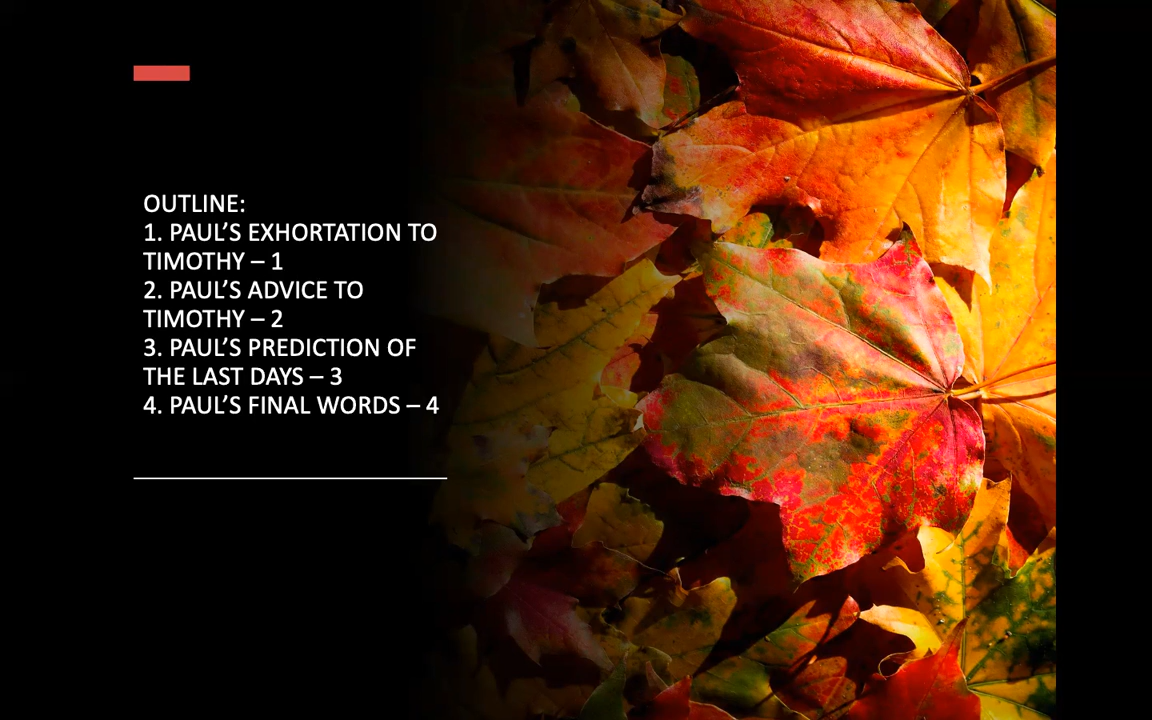 OUTLINE:
1. PAUL’S EXHORTATION TO
TIMOTHY – 1
2. PAUL’S ADVICE TO
TIMOTHY – 2
3. PAUL’S PREDICTION OF
THE LAST DAYS – 3
4. PAUL’S FINAL WORDS – 4